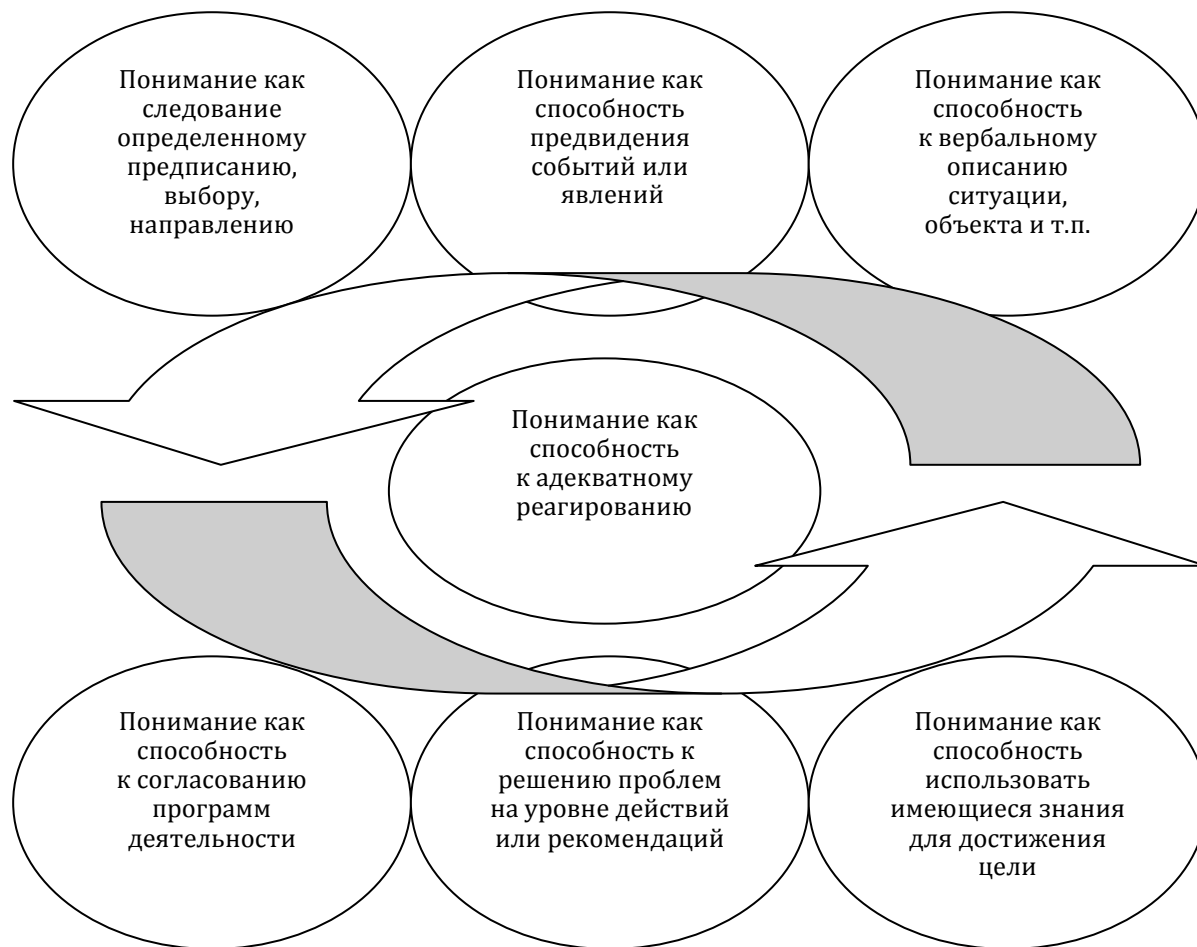 Понимание как
следование
определенному
предписанию,
выбору,
направлению
Понимание как
способность
предвидения
событий или
явлений
Понимание как
способность
к вербальному
описанию
ситуации,
объекта и т.п.
Понимание как
способность
к адекватному
реагированию
Понимание как
способность
к согласованию
программ
деятельности
Понимание как
способность к
решению проблем
на уровне действий
или рекомендаций
Понимание как
способность
использовать
имеющиеся знания
для достижения
цели